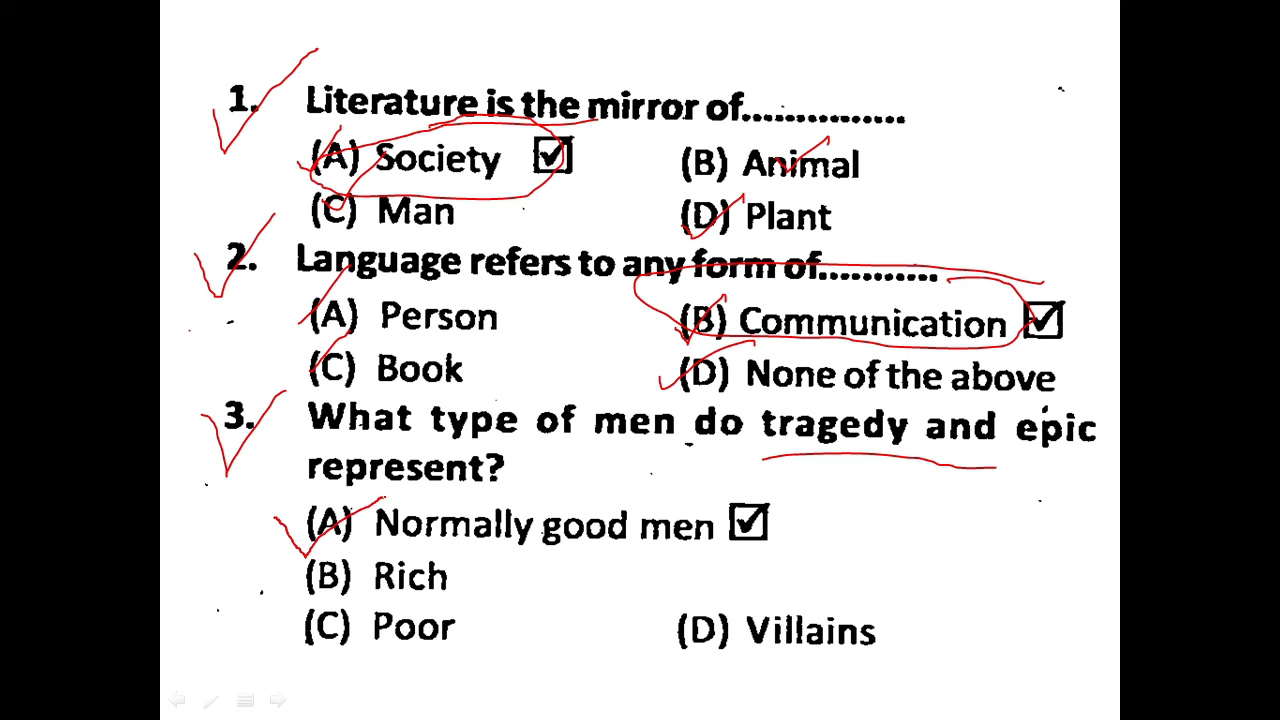 1. Literature is the mirror of...............
(A) Society ☑ (B) Animal
(C) Man (D) Plant
2. Language refers to any form of...........
(A) Person (B) Communication ☑
(C) Book (D) None of the above
3. What type of men do tragedy and epic
represent?
(A) Normally good men ☑
(B) Rich
(C) Poor (D) Villains